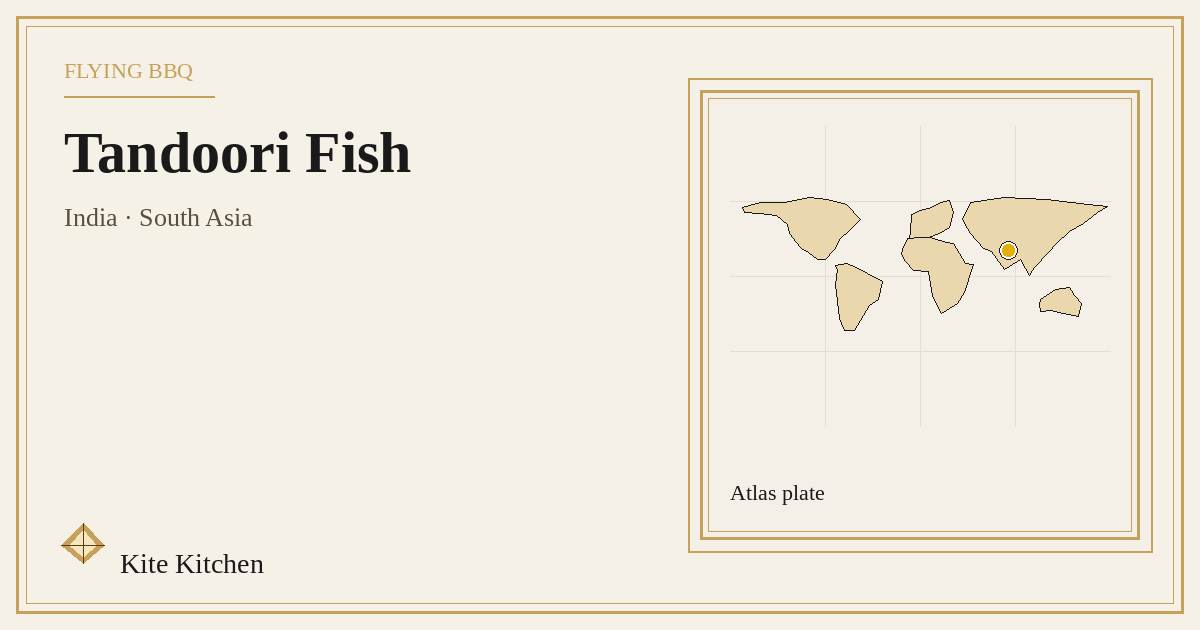 FLYING BBQ
Tandoori Fish
India · South Asia
Atlas plate
Kite Kitchen